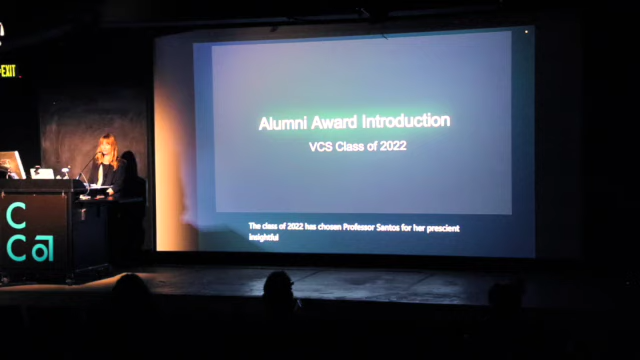 EXIT
Alumni Award Introduction
VCS Class of 2022
The class of 2022 has chosen Professor Santos for her prescient
insightful
C
Ca